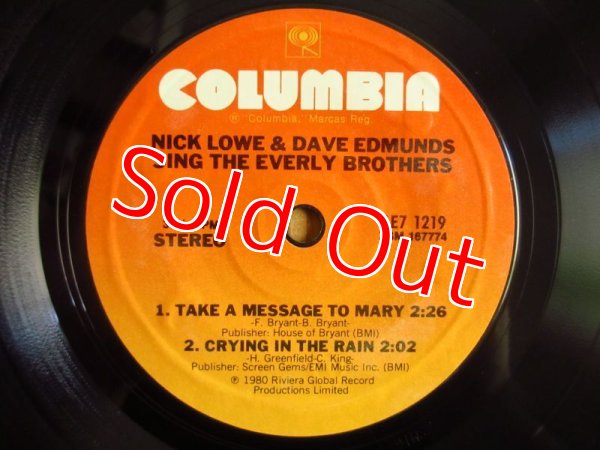 COLUMBIA
® "Columbia," Marcas Reg.
NICK LOWE & DAVE EDMUNDS
SING THE EVERLY BROTHERS
STEREO
1219
167774
Sold Out
1. TAKE A MESSAGE TO MARY 2:26
-F. Bryant-B. Bryant-
Publisher: House of Bryant (BMI)
2. CRYING IN THE RAIN 2:02
-H. Greenfield-C. King-
Publisher: Screen Gems/EMI Music Inc. (BMI)
℗ 1980 Riviera Global Record
Productions Limited